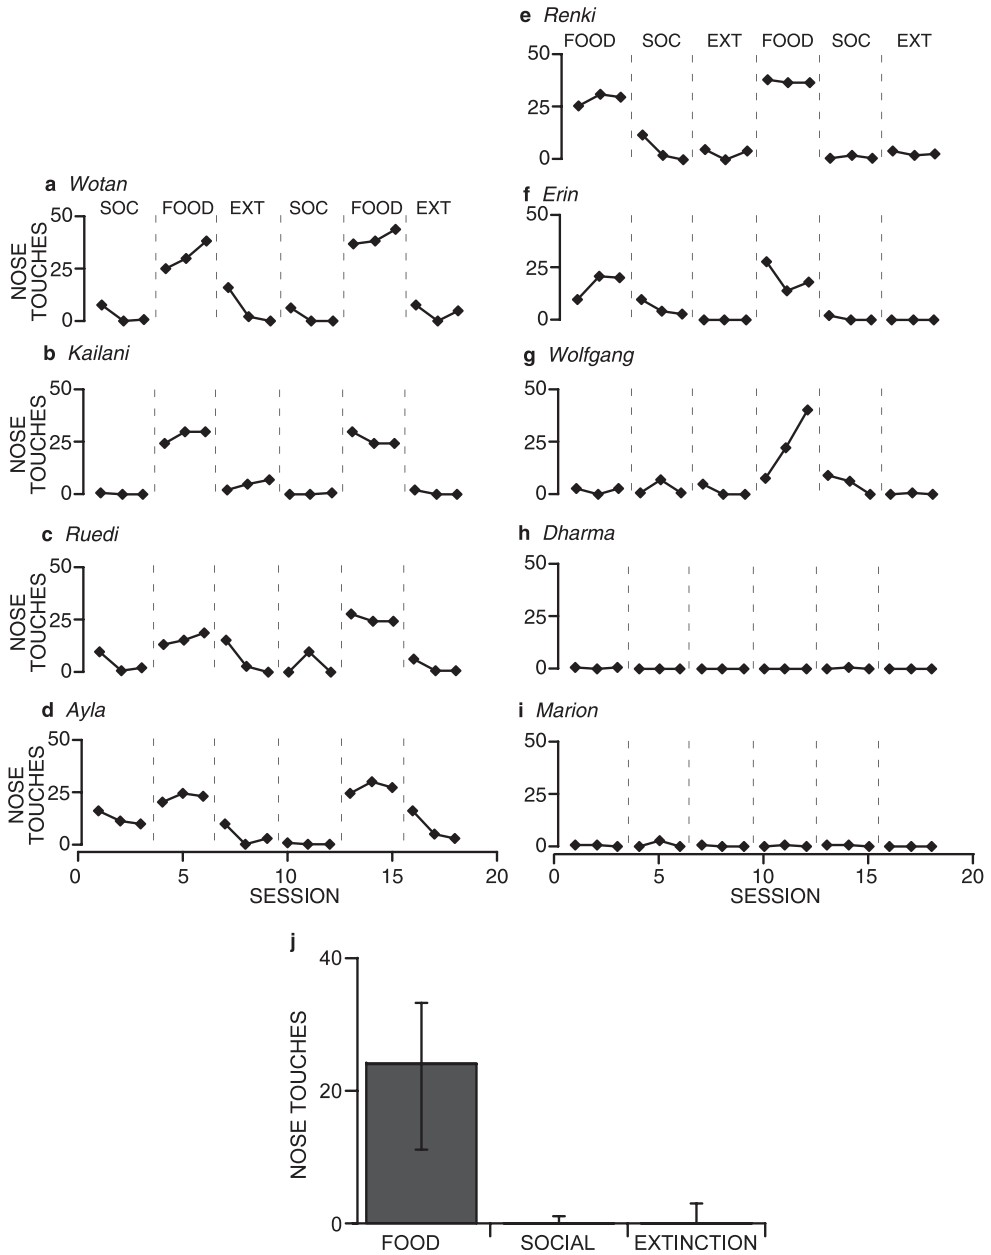 e Renki
FOOD SOC EXT FOOD SOC EXT
50
25
0
a Wotan
SOC FOOD EXT SOC FOOD EXT
NOSE
TOUCHES
50
25
0
f Erin
50
25
0
b Kailani
NOSE
TOUCHES
50
25
0
g Wolfgang
50
25
0
c Ruedi
NOSE
TOUCHES
50
25
0
h Dharma
50
25
0
d Ayla
NOSE
TOUCHES
50
25
0
0 5 10 15 20
SESSION
i Marion
50
25
0
0 5 10 15 20
SESSION
j
NOSE TOUCHES
40
20
0
FOOD SOCIAL EXTINCTION